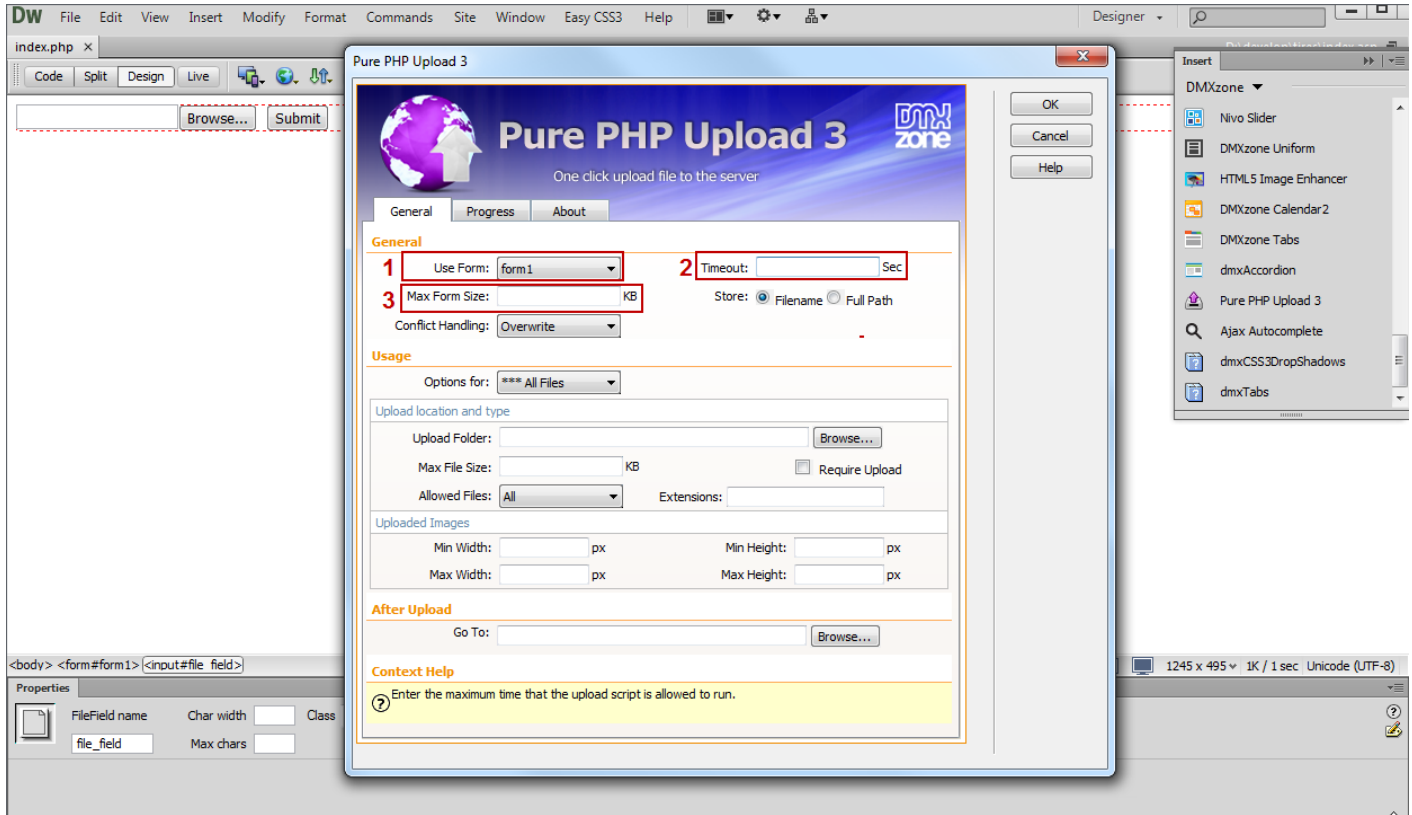 DW File Edit View Insert Modify Format Commands Site Window Easy CSS3 Help Designer
index.php ×
Code Split Design Live
Browse... Submit
Pure PHP Upload 3
Pure PHP Upload 3
DMX zone
One click upload file to the server
OK
Cancel
Help
General Progress About
General
1 Use Form: form1 2 Timeout: Sec
3 Max Form Size: KB Store: Filename Full Path
Conflict Handling: Overwrite
Usage
Options for: *** All Files
Upload location and type
Upload Folder: Browse...
Max File Size: KB Require Upload
Allowed Files: All Extensions:
Uploaded Images
Min Width: px Min Height: px
Max Width: px Max Height: px
After Upload
Go To: Browse...
Context Help
Enter the maximum time that the upload script is allowed to run.
Insert
DMXzone
Nivo Slider
DMXzone Uniform
HTML5 Image Enhancer
DMXzone Calendar2
DMXzone Tabs
dmxAccordion
Pure PHP Upload 3
Ajax Autocomplete
dmxCSS3DropShadows
dmxTabs
<body> <form#form1> <input#file_field> 1245 x 495 1K / 1 sec Unicode (UTF-8)
Properties
FileField name Char width Class
file_field Max chars